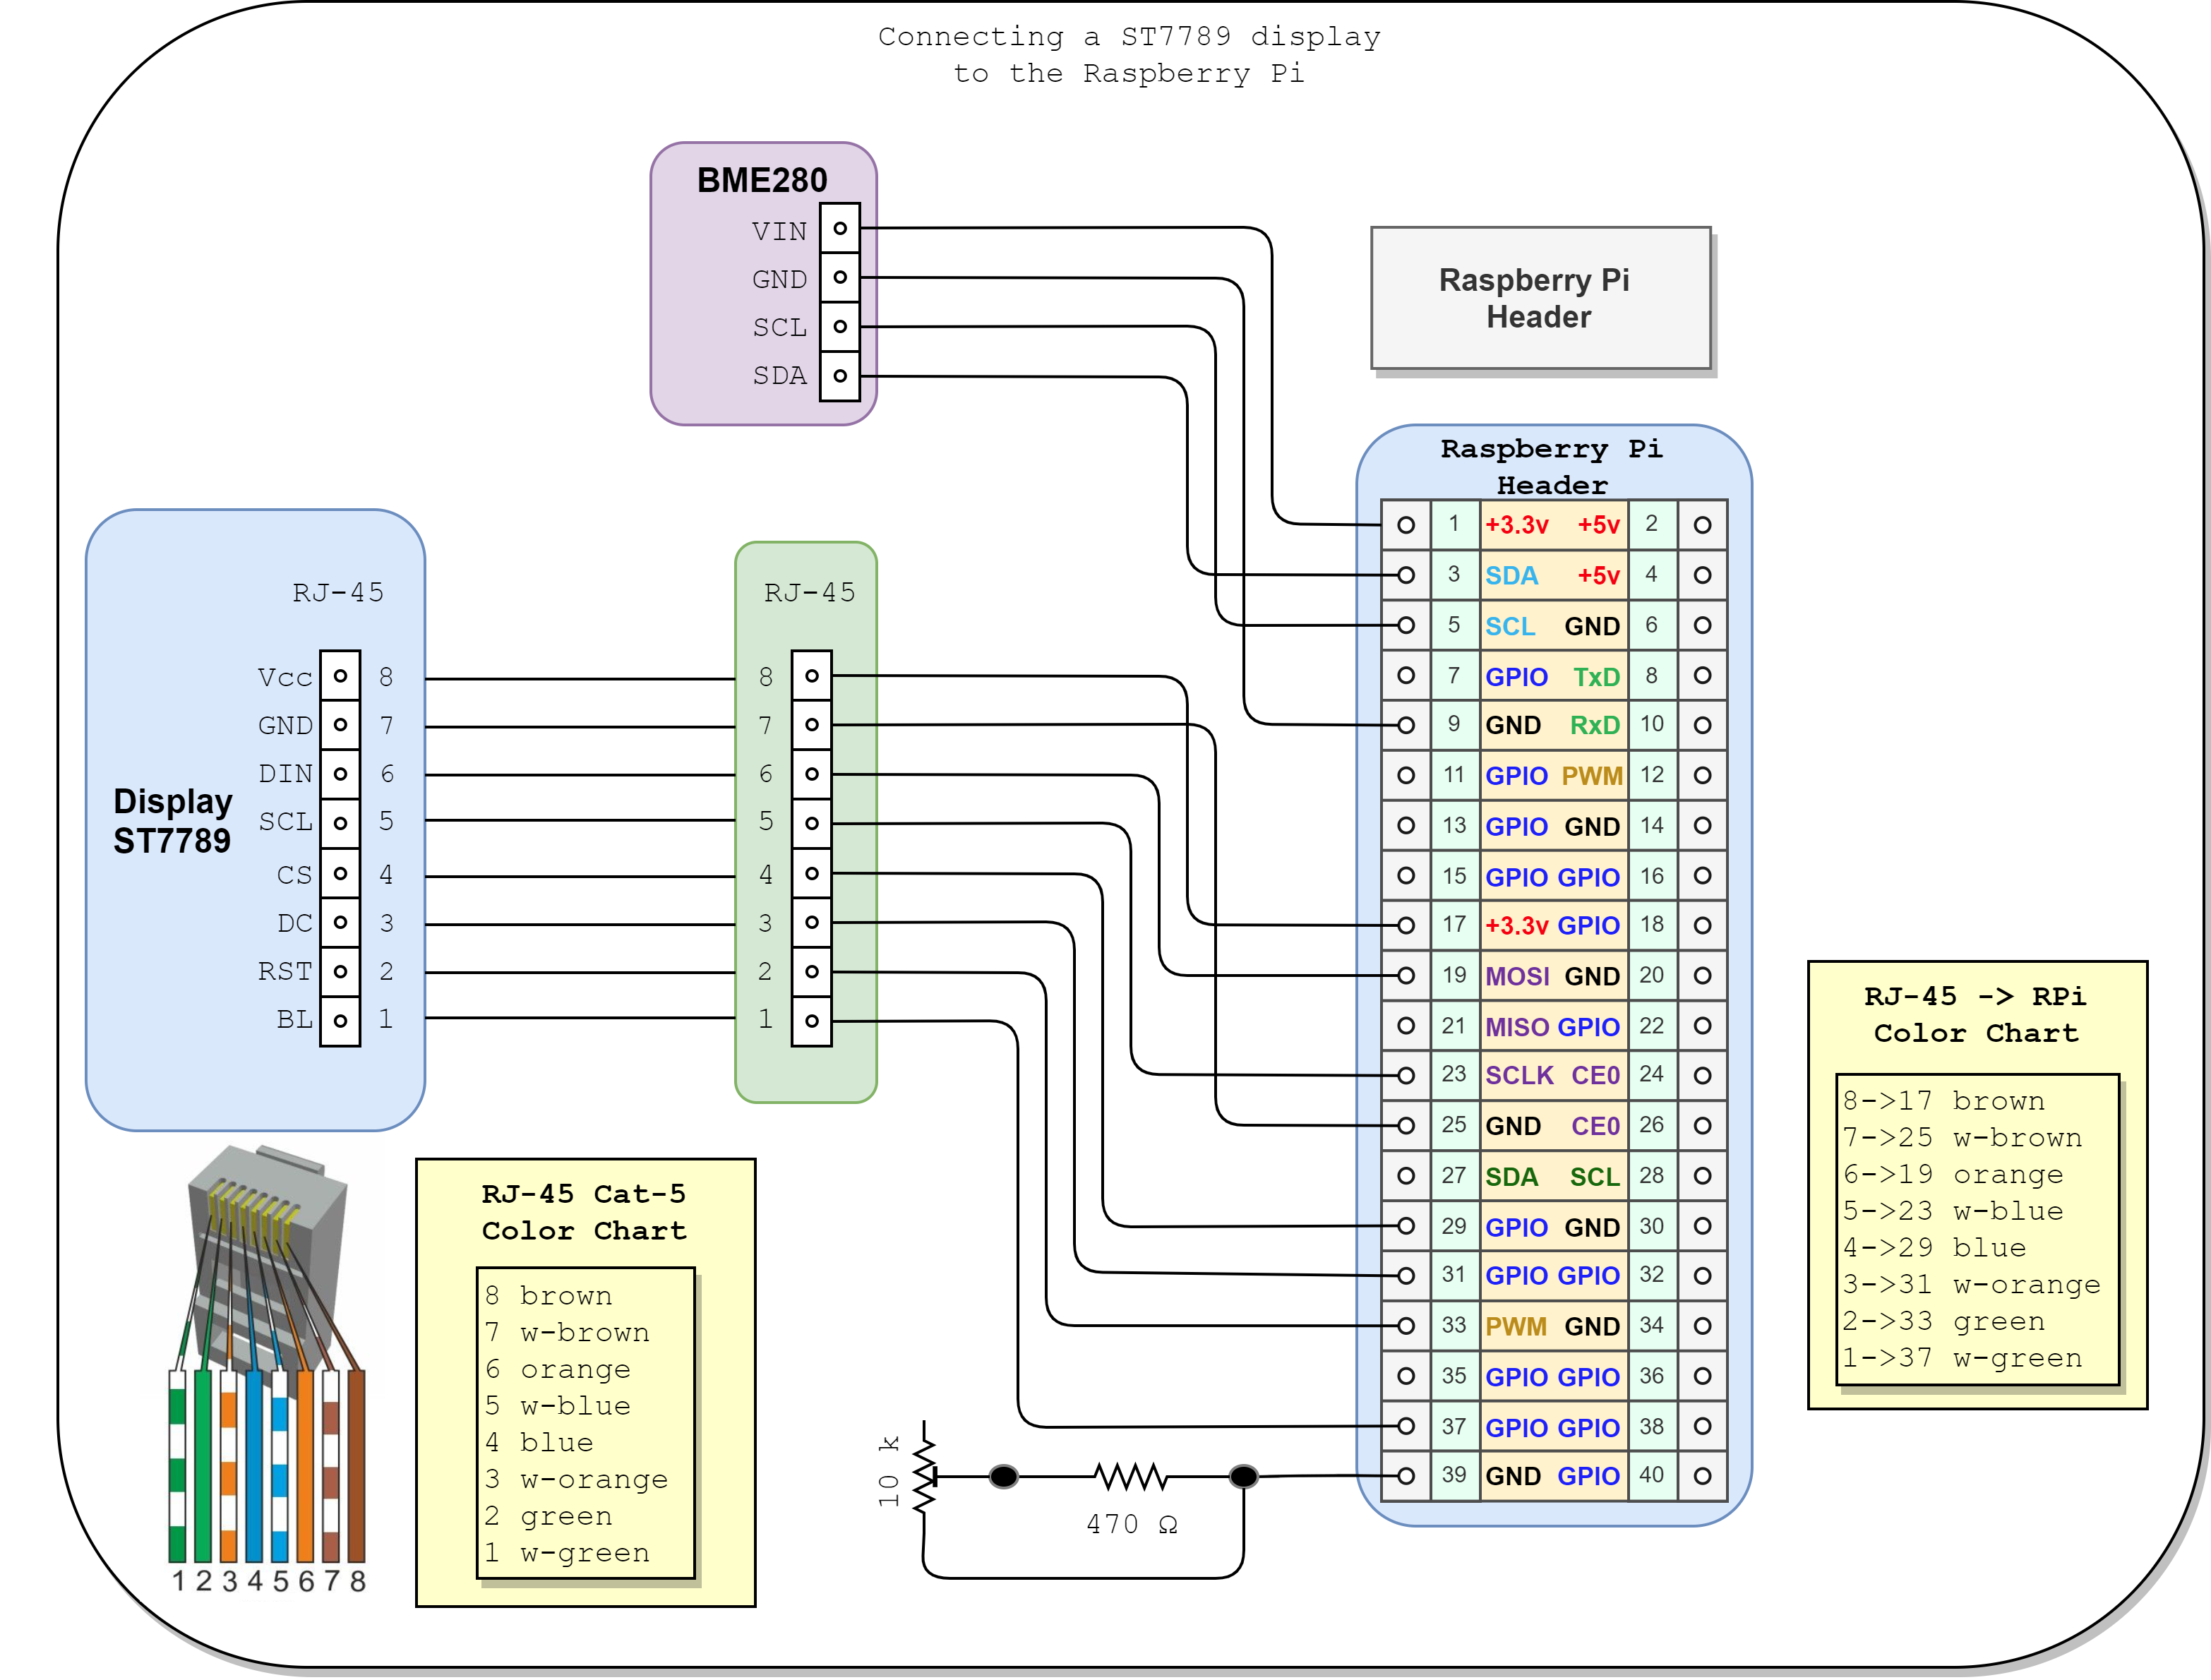 Connecting a ST7789 display
to the Raspberry Pi
BME280
VIN
GND
SCL
SDA
Raspberry Pi
Header
Raspberry Pi
Header
1 +3.3v +5v 2
3 SDA +5v 4
5 SCL GND 6
7 GPIO TxD 8
9 GND RxD 10
11 GPIO PWM 12
13 GPIO GND 14
15 GPIO GPIO 16
17 +3.3v GPIO 18
19 MOSI GND 20
21 MISO GPIO 22
23 SCLK CE0 24
25 GND CE0 26
27 SDA SCL 28
29 GPIO GND 30
31 GPIO GPIO 32
33 PWM GND 34
35 GPIO GPIO 36
37 GPIO GPIO 38
39 GND GPIO 40
RJ-45
Display
ST7789
Vcc 8
GND 7
DIN 6
SCL 5
CS 4
DC 3
RST 2
BL 1
RJ-45
8
7
6
5
4
3
2
1
RJ-45 -> RPi
Color Chart
8->17 brown
7->25 w-brown
6->19 orange
5->23 w-blue
4->29 blue
3->31 w-orange
2->33 green
1->37 w-green
RJ-45 Cat-5
Color Chart
8 brown
7 w-brown
6 orange
5 w-blue
4 blue
3 w-orange
2 green
1 w-green
10 k
470 Ω
1 2 3 4 5 6 7 8